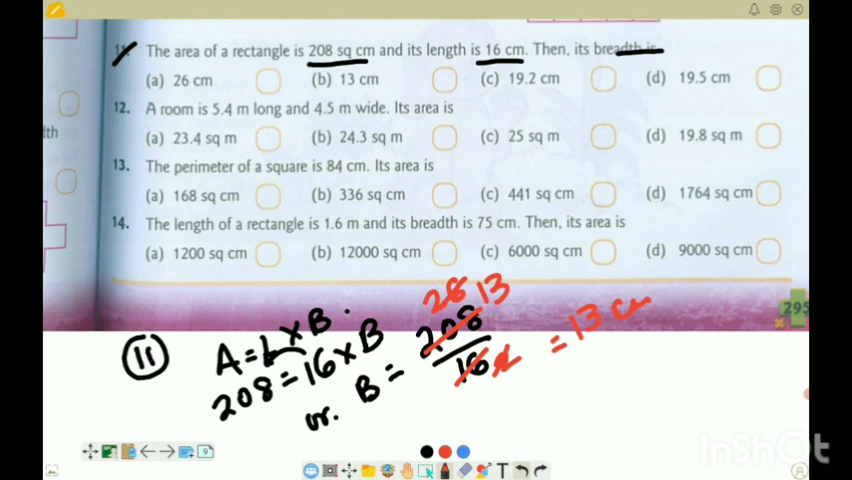 11. The area of a rectangle is 208 sq cm and its length is 16 cm. Then, its breadth is
(a) 26 cm (b) 13 cm (c) 19.2 cm (d) 19.5 cm
12. A room is 5.4 m long and 4.5 m wide. Its area is
dth
(a) 23.4 sq m (b) 24.3 sq m (c) 25 sq m (d) 19.8 sq m
13. The perimeter of a square is 84 cm. Its area is
(a) 168 sq cm (b) 336 sq cm (c) 441 sq cm (d) 1764 sq cm
14. The length of a rectangle is 1.6 m and its breadth is 75 cm. Then, its area is
(a) 1200 sq cm (b) 12000 sq cm (c) 6000 sq cm (d) 9000 sq cm
295
11 A = L × B.
208 = 16 × B
or. B = 208 / 16 = 13 cm
26 13
InShOt
9
T